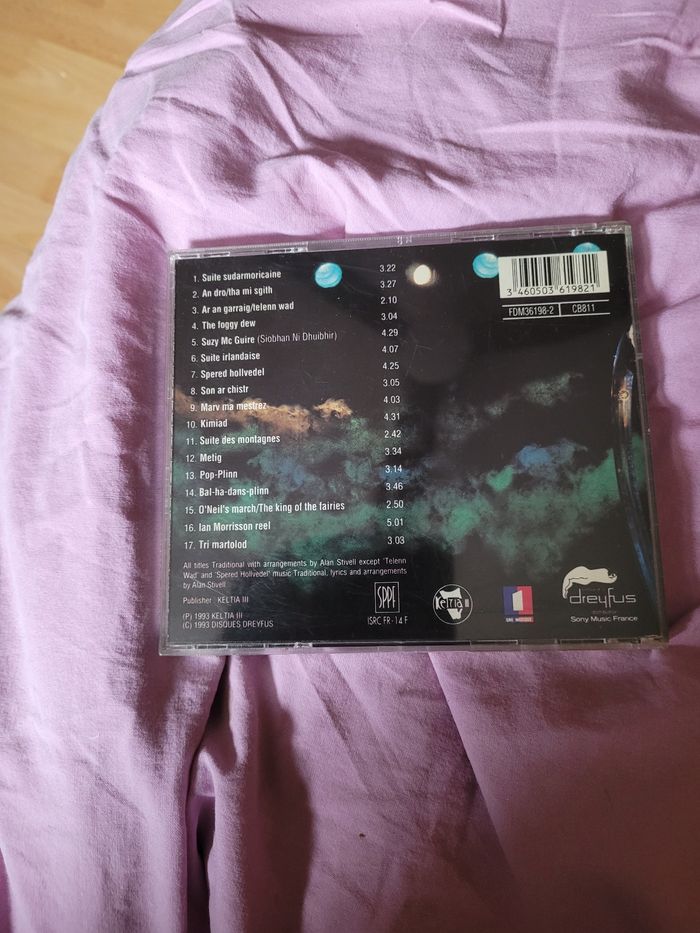 1. Suite sudarmoricaine 3.22
2. An dro/tha mi sgith 3.27
3. Ar an garraig/telenn wad 2.10
4. The foggy dew 3.04
5. Suzy Mc Guire (Siobhan Ni Dhuibhir) 4.29
6. Suite irlandaise 4.07
7. Spered hollvedel 4.25
8. Son ar chistr 3.05
9. Marv ma mestrez 4.03
10. Kimiad 4.31
11. Suite des montagnes 2.42
12. Metig 3.34
13. Pop-Plinn 3.14
14. Bal-ha-dans-plinn 3.46
15. O'Neil's march/The king of the fairies 2.50
16. Ian Morrisson reel 5.01
17. Tri martolod 3.03
All titles Traditional with arrangements by Alan Stivell except 'Telenn
Wad' and 'Spered Hollvedel' music Traditional, lyrics and arrangements
by Alan Stivell
Publisher : KELTIA III
(P) 1993 KELTIA III
(C) 1993 DISQUES DREYFUS
3 460503 619821
FDM36198-2 CB811
SPPF
ISRC FR-14 F
Keltia III
UNE MUSIQUE
dreyfus
Sony Music France